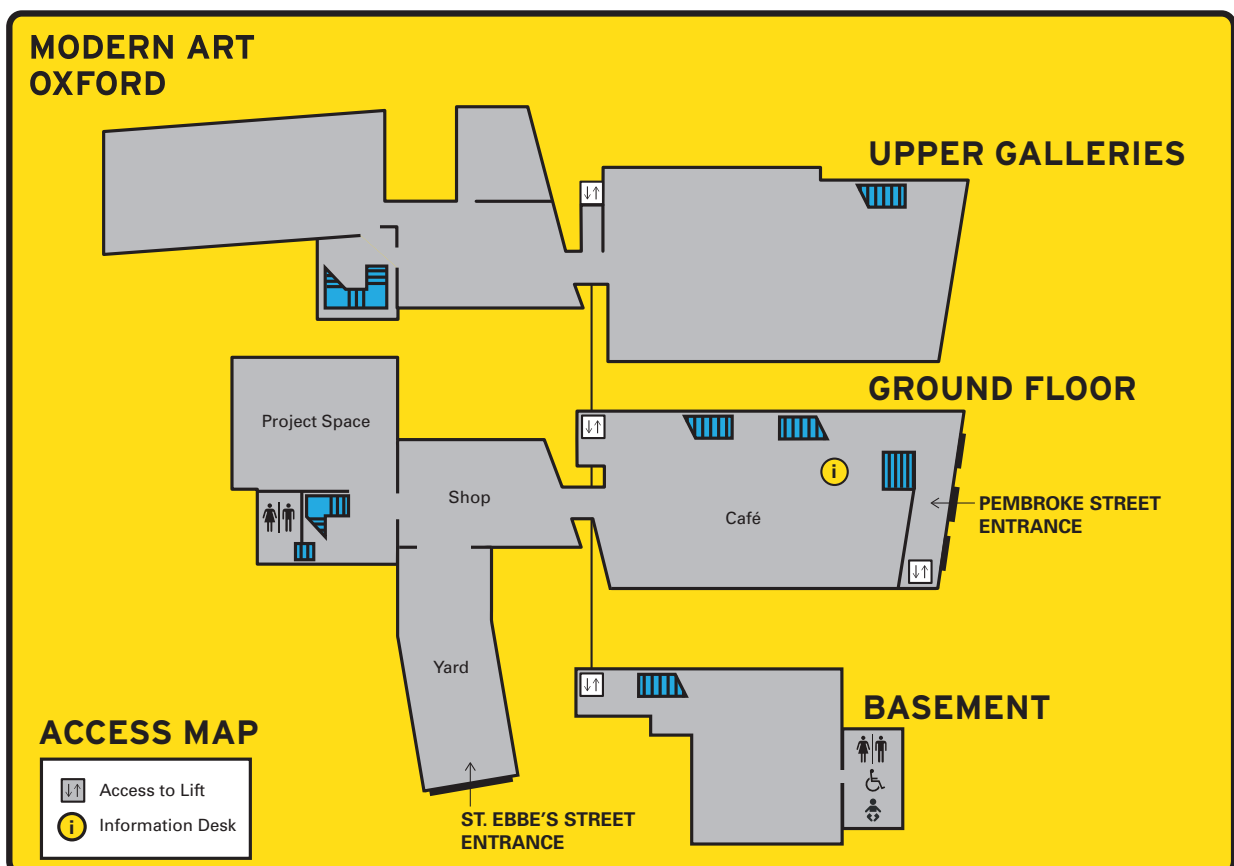 MODERN ART
OXFORD
UPPER GALLERIES
GROUND FLOOR
Project Space
Shop
i
Café
PEMBROKE STREET
ENTRANCE
Yard
BASEMENT
ST. EBBE'S STREET
ENTRANCE
ACCESS MAP
Access to Lift
i
Information Desk